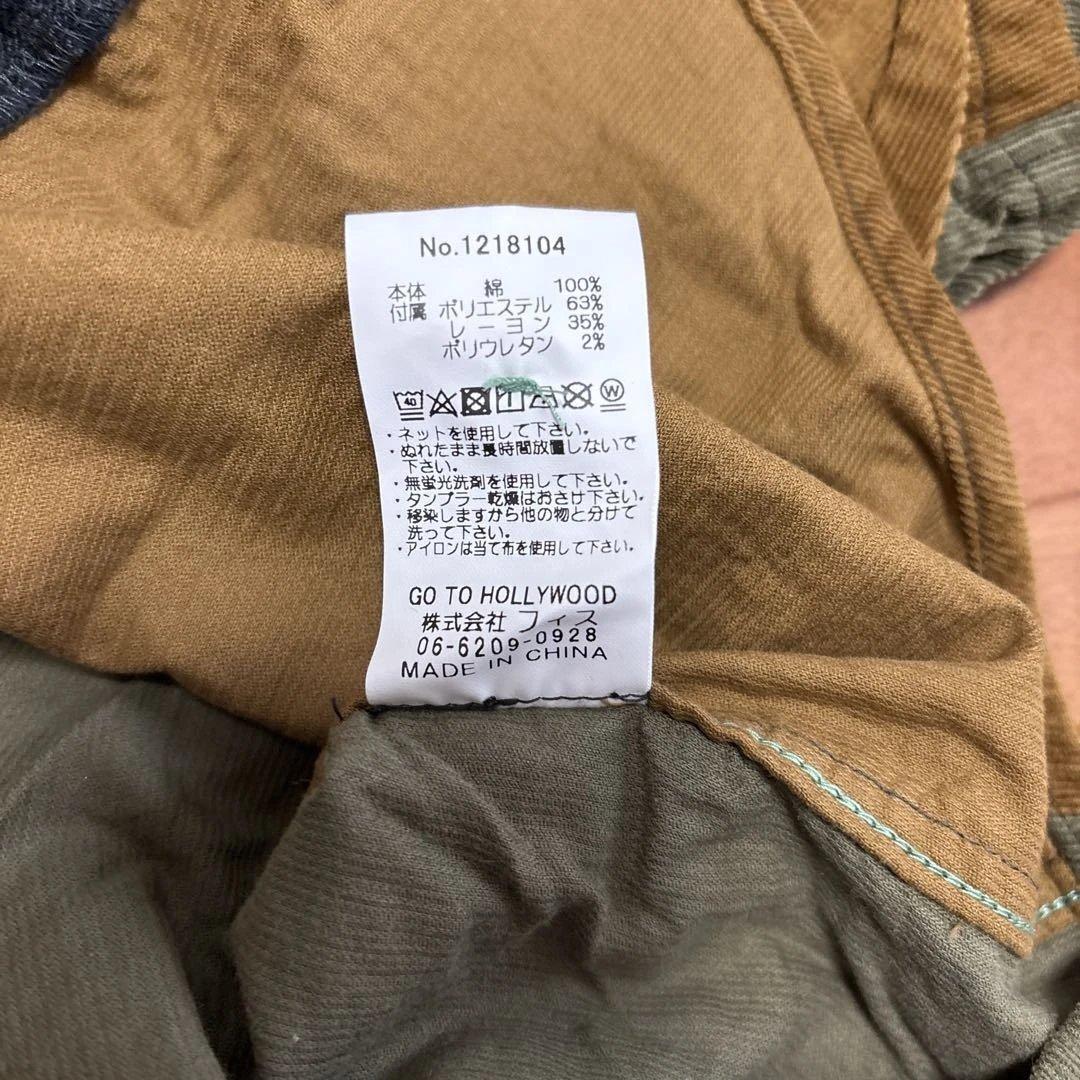 No.1218104
本体 綿 100%
付属 ポリエステル 63%
レーヨン 35%
ポリウレタン 2%
40 W
・ネットを使用して下さい。
・ぬれたまま長時間放置しないで
下さい。
・無蛍光洗剤を使用して下さい。
・タンブラー乾燥はおさけ下さい。
・移染しますから他の物と分けて
洗って下さい。
・アイロンは当て布を使用して下さい。
GO TO HOLLYWOOD
株式会社 フィス
06-6209-0928
MADE IN CHINA